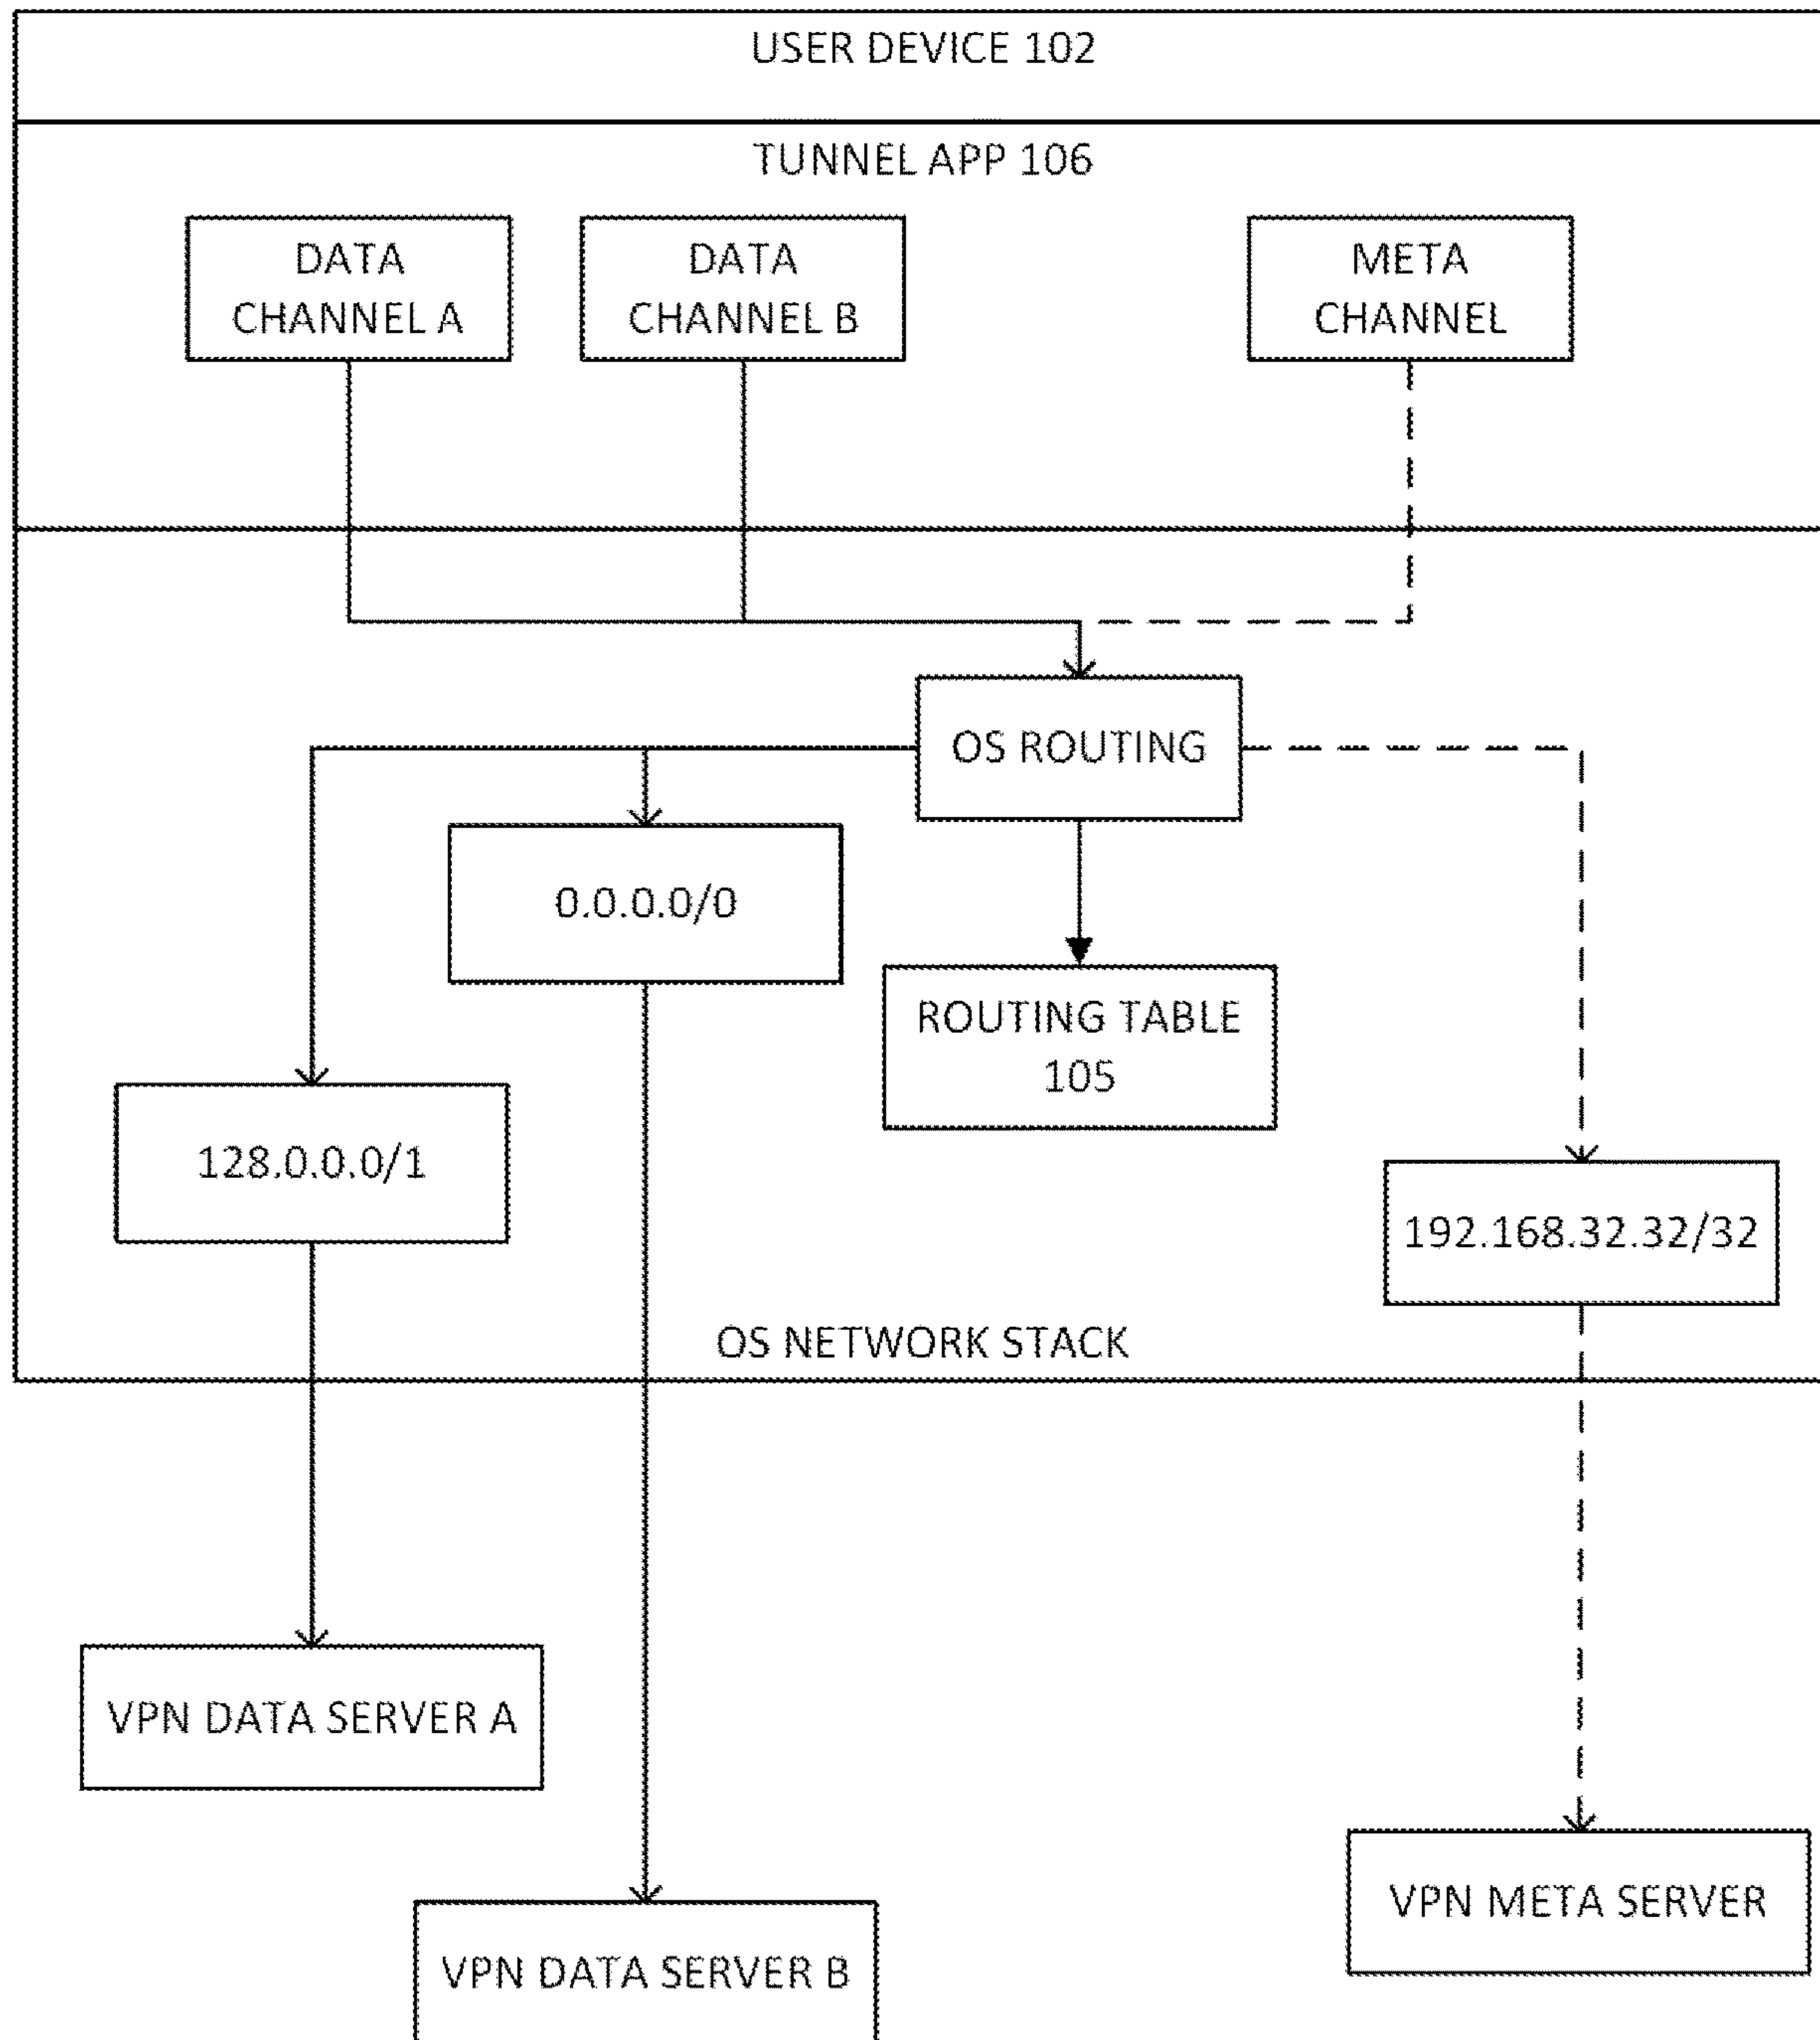 USER DEVICE 102
TUNNEL APP 106
DATA
CHANNEL A
DATA
CHANNEL B
META
CHANNEL
OS ROUTING
0.0.0.0/0
ROUTING TABLE
105
128.0.0.0/1
192.168.32.32/32
OS NETWORK STACK
VPN DATA SERVER A
VPN META SERVER
VPN DATA SERVER B